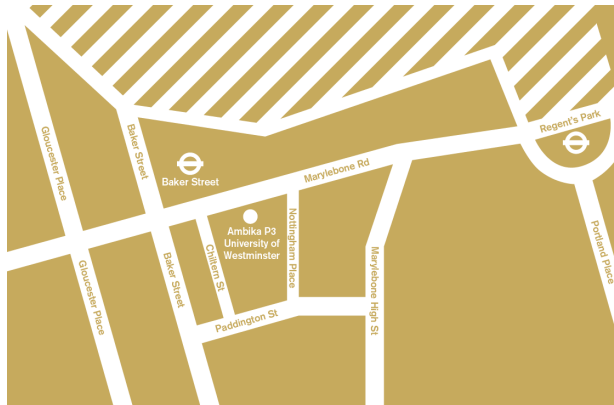 Gloucester Place
Baker Street
Baker Street
Marylebone Rd
Regent's Park
Ambika P3
University of
Westminster
Nottingham Place
Chiltern St
Baker Street
Gloucester Place
Paddington St
Marylebone High St
Portland Place